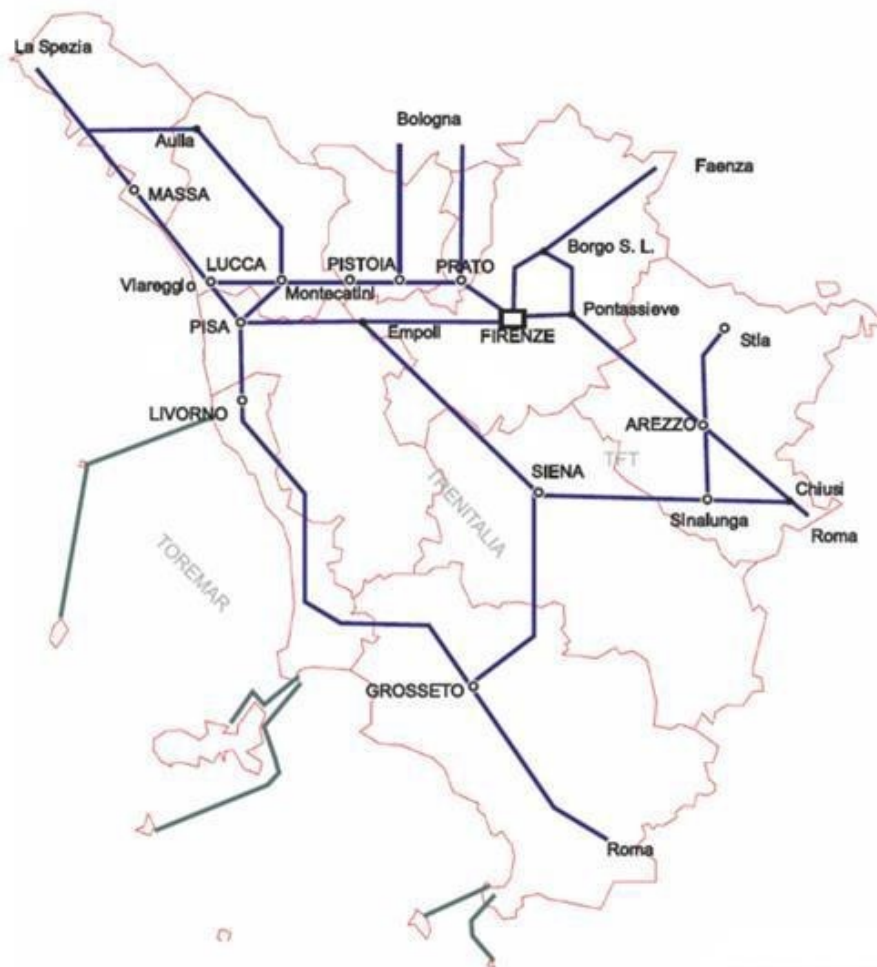 La Spezia
Bologna
Aulla
Faenza
MASSA
Borgo S. L.
LUCCA
PISTOIA
PRATO
Viareggio
Montecatini
Pontassieve
PISA
Empoli
FIRENZE
Stia
LIVORNO
AREZZO
TFT
SIENA
TRENITALIA
Chiusi
Sinalunga
Roma
TOREMAR
GROSSETO
Roma